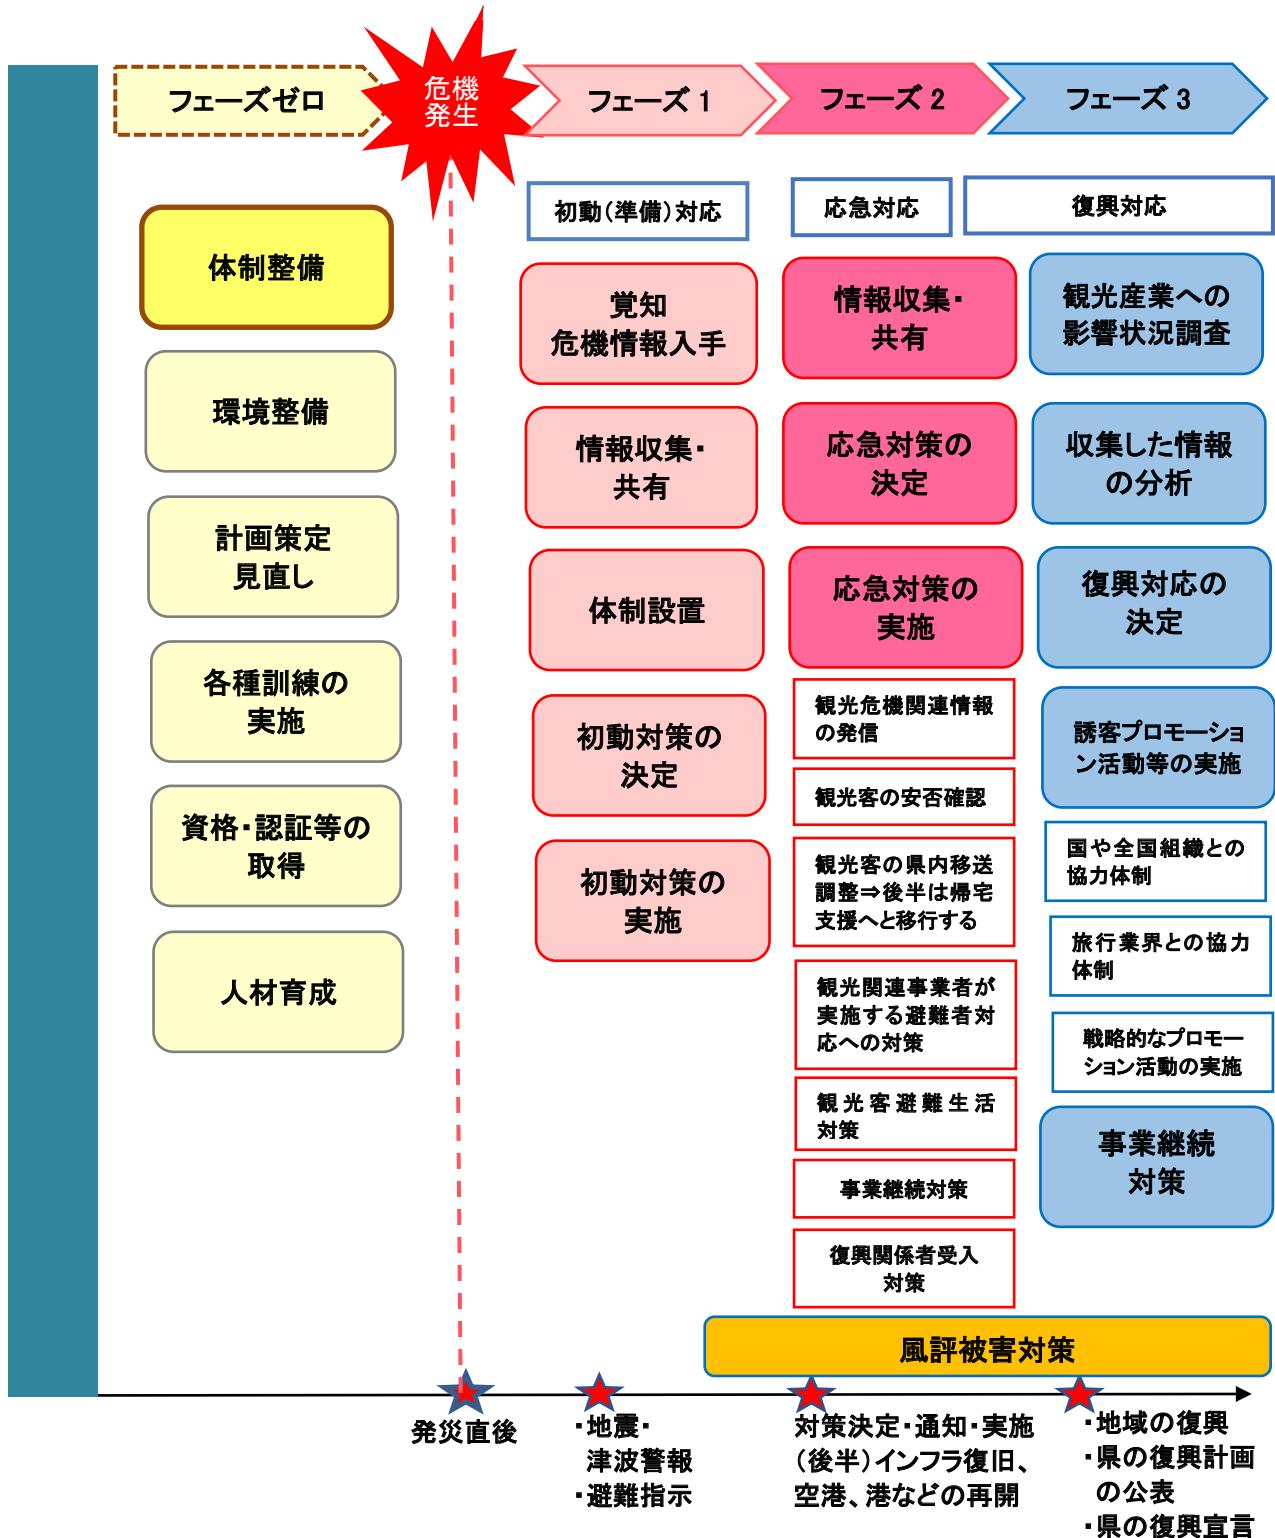 フェーズゼロ
危機
発生
フェーズ 1
フェーズ 2
フェーズ 3
体制整備
環境整備
計画策定
見直し
各種訓練の
実施
資格・認証等の
取得
人材育成
初動(準備)対応
覚知
危機情報入手
情報収集・
共有
体制設置
初動対策の
決定
初動対策の
実施
応急対応
情報収集・
共有
応急対策の
決定
応急対策の
実施
観光危機関連情報
の発信
観光客の安否確認
観光客の県内移送
調整⇒後半は帰宅
支援へと移行する
観光関連事業者が
実施する避難者対
応への対策
観光客避難生活
対策
事業継続対策
復興関係者受入
対策
復興対応
観光産業への
影響状況調査
収集した情報
の分析
復興対応の
決定
誘客プロモーショ
ン活動等の実施
国や全国組織との
協力体制
旅行業界との協力
体制
戦略的なプロモー
ション活動の実施
事業継続
対策
風評被害対策
発災直後
・地震・
津波警報
・避難指示
対策決定・通知・実施
(後半)インフラ復旧、
空港、港などの再開
・地域の復興
・県の復興計画
の公表
・県の復興宣言